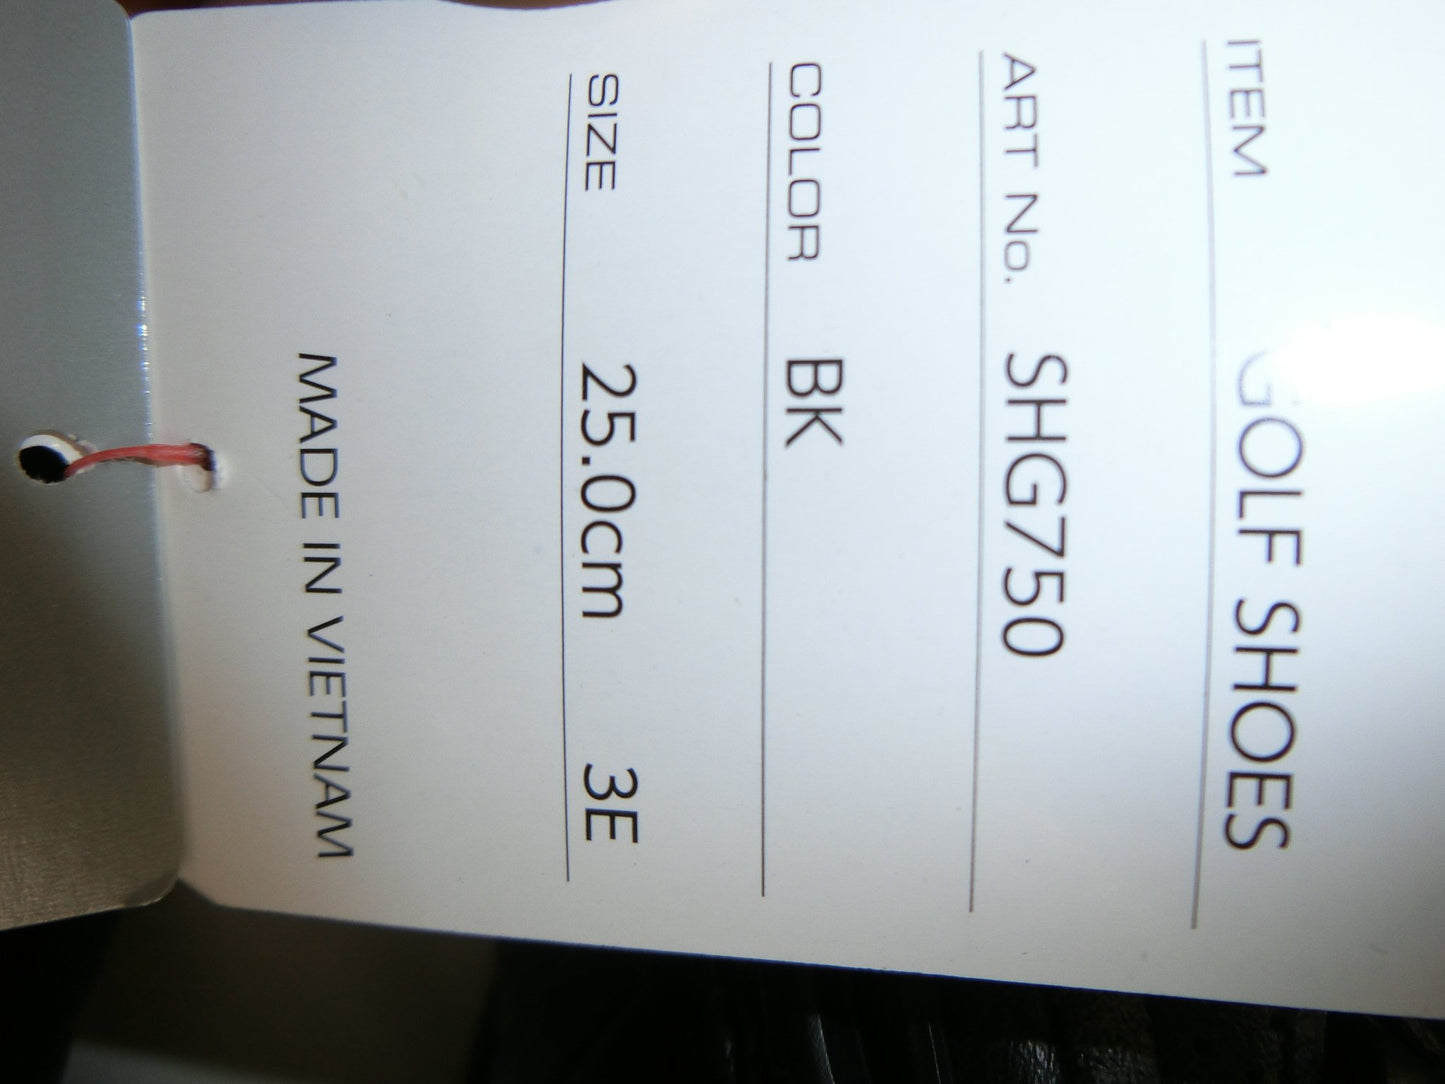 ITEM GOLF SHOES
ART No. SHG750
COLOR BK
SIZE 25.0cm 3E
MADE IN VIETNAM